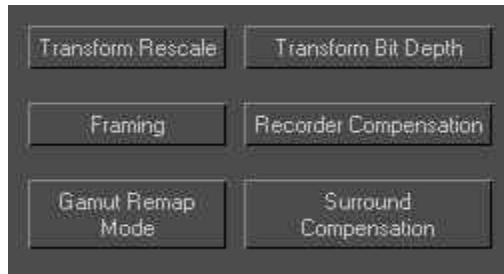 Transform Rescale
Transform Bit Depth
Framing
Recorder Compensation
Gamut Remap
Mode
Surround
Compensation